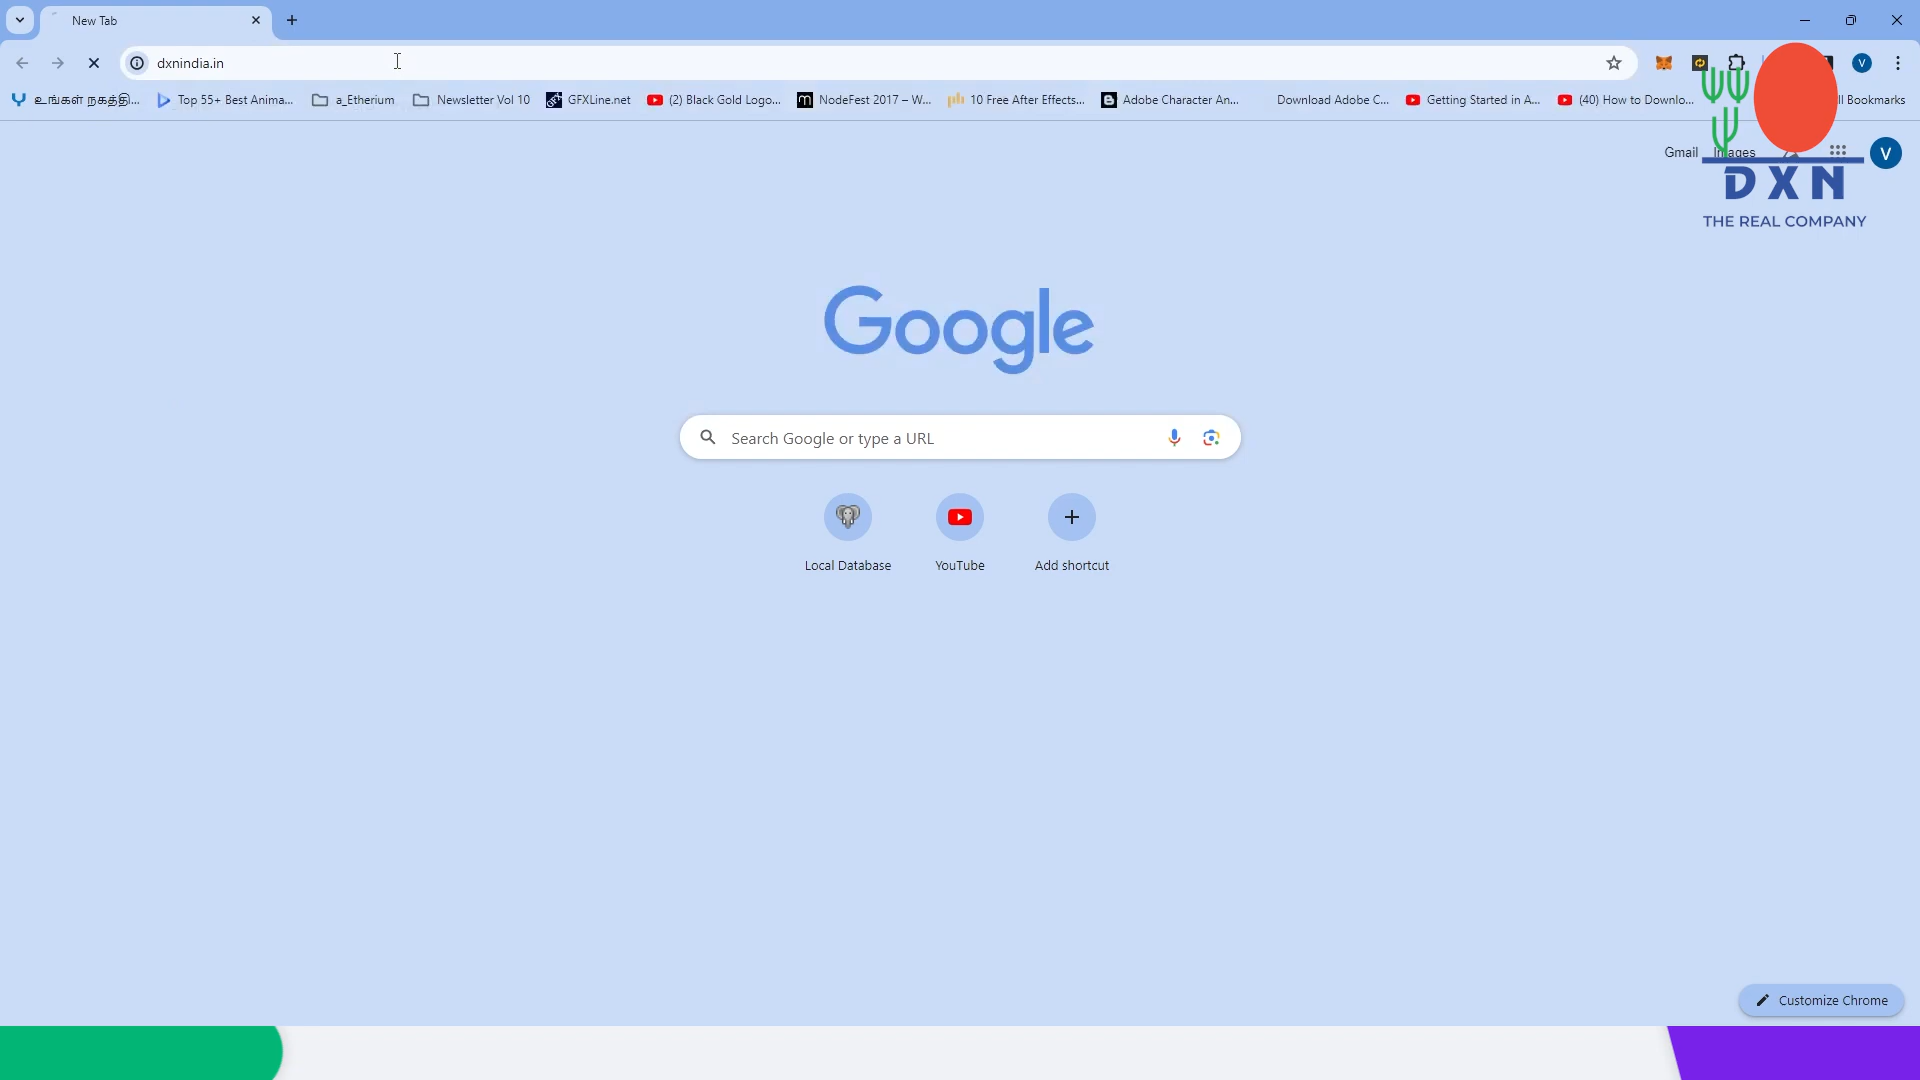 New Tab
dxnindia.in
உங்கள் நகத்தி...
Top 55+ Best Anima...
a_Etherium
Newsletter Vol 10
GFXLine.net
(2) Black Gold Logo...
NodeFest 2017 – W...
10 Free After Effects...
Adobe Character An...
Download Adobe C...
Getting Started in A...
(40) How to Downlo...
ll Bookmarks
Gmail
Images
V
DXN
THE REAL COMPANY
Google
Search Google or type a URL
Local Database
YouTube
Add shortcut
Customize Chrome